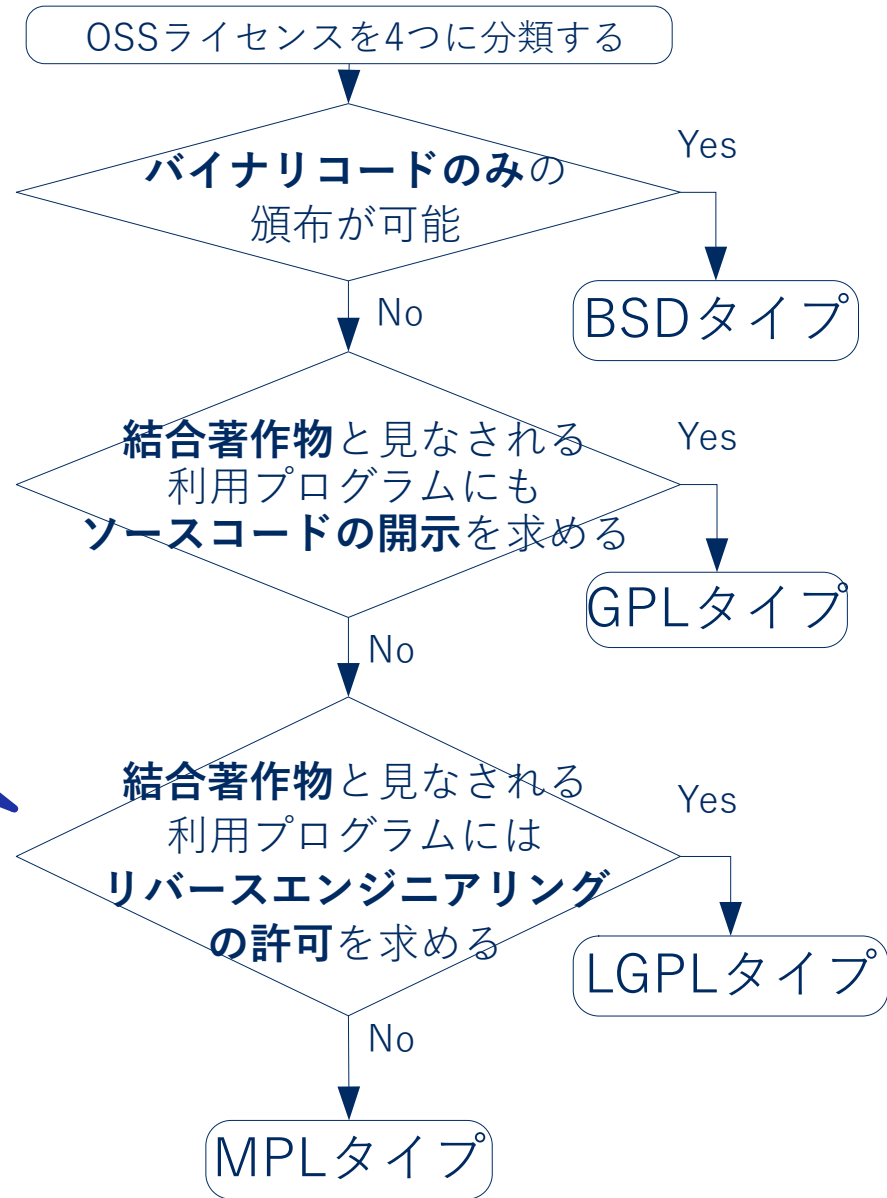 OSSライセンスを4つに分類する
バイナリコードのみの
頒布が可能
Yes
BSDタイプ
No
結合著作物と見なされる
利用プログラムにも
ソースコードの開示を求める
Yes
GPLタイプ
No
結合著作物と見なされる
利用プログラムには
リバースエンジニアリング
の許可を求める
Yes
LGPLタイプ
No
MPLタイプ